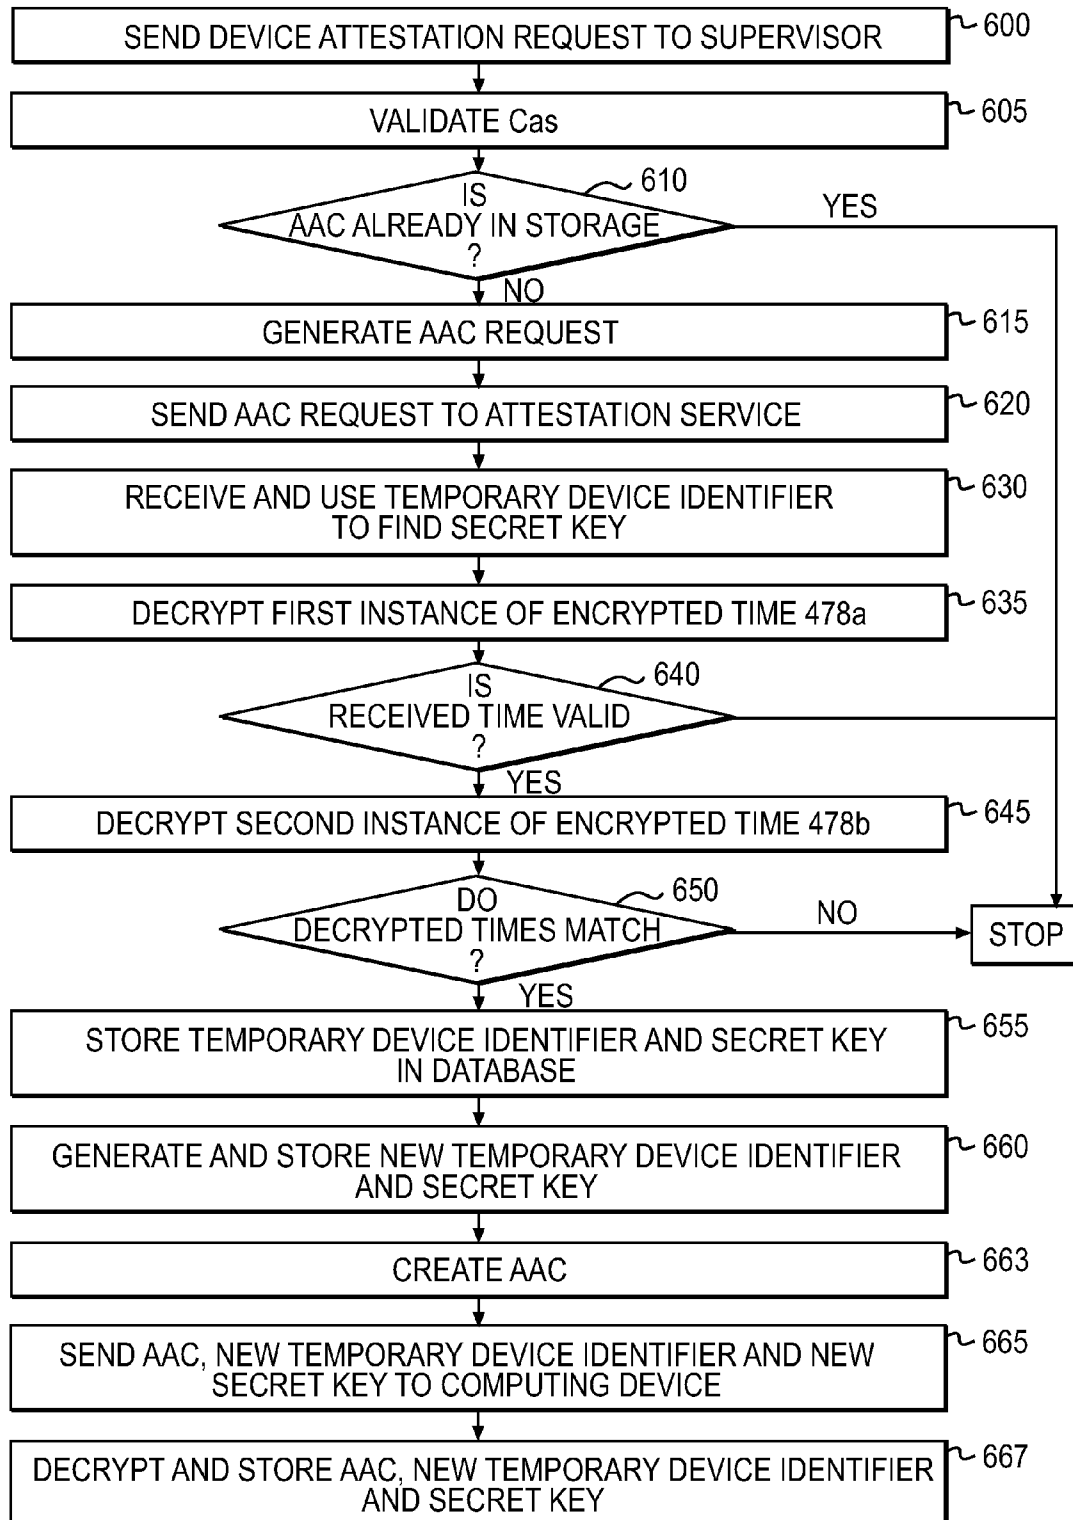 SEND DEVICE ATTESTATION REQUEST TO SUPERVISOR
600
VALIDATE Cas
605
IS
AAC ALREADY IN STORAGE
?
610
YES
NO
GENERATE AAC REQUEST
615
SEND AAC REQUEST TO ATTESTATION SERVICE
620
RECEIVE AND USE TEMPORARY DEVICE IDENTIFIER
TO FIND SECRET KEY
630
DECRYPT FIRST INSTANCE OF ENCRYPTED TIME 478a
635
IS
RECEIVED TIME VALID
?
640
YES
DECRYPT SECOND INSTANCE OF ENCRYPTED TIME 478b
645
DO
DECRYPTED TIMES MATCH
?
650
NO
STOP
YES
STORE TEMPORARY DEVICE IDENTIFIER AND SECRET KEY
IN DATABASE
655
GENERATE AND STORE NEW TEMPORARY DEVICE IDENTIFIER
AND SECRET KEY
660
CREATE AAC
663
SEND AAC, NEW TEMPORARY DEVICE IDENTIFIER AND NEW
SECRET KEY TO COMPUTING DEVICE
665
DECRYPT AND STORE AAC, NEW TEMPORARY DEVICE IDENTIFIER
AND SECRET KEY
667